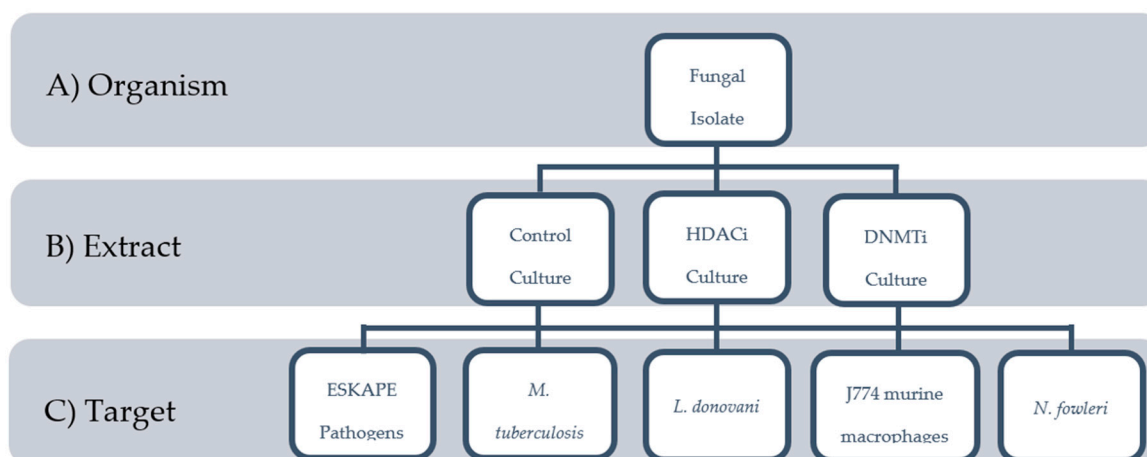 A) Organism
Fungal
Isolate
B) Extract
Control
Culture
HDACi
Culture
DNMTi
Culture
C) Target
ESKAPE
Pathogens
M.
tuberculosis
L. donovani
J774 murine
macrophages
N. fowleri